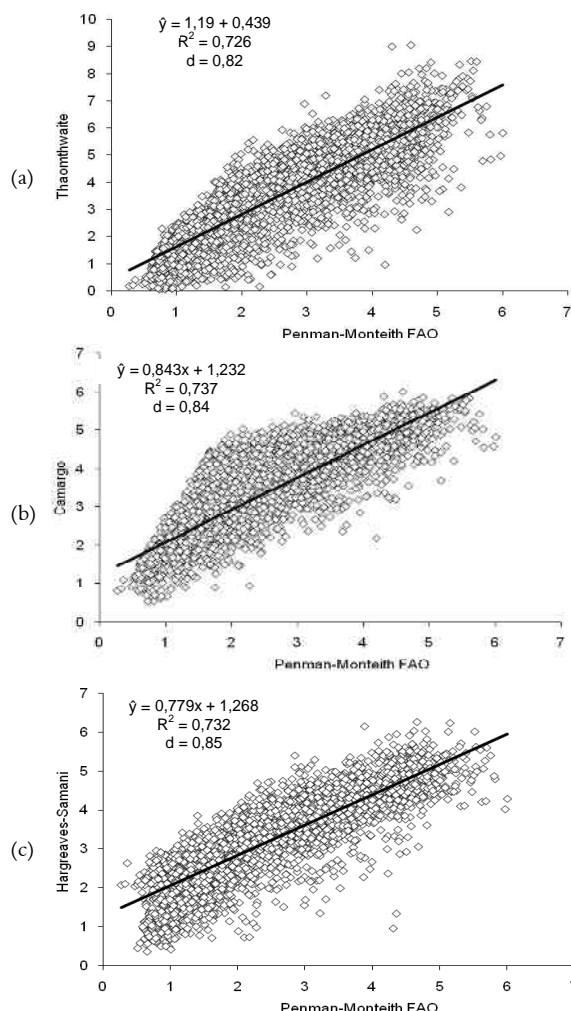 ŷ = 1,19 + 0,439
R² = 0,726
d = 0,82
(a)
Thaomthwaite
10
9
8
7
6
5
4
3
2
1
0
0 1 2 3 4 5 6 7
Penman-Monteith FAO
ŷ = 0,843x + 1,232
R² = 0,737
d = 0,84
(b)
Camargo
7
6
5
4
3
2
1
0
0 1 2 3 4 5 6 7
Penman-Monteith FAO
ŷ = 0,779x + 1,268
R² = 0,732
d = 0,85
(c)
Hargreaves-Samani
7
6
5
4
3
2
1
0
0 1 2 3 4 5 6 7
Penman-Monteith FAO